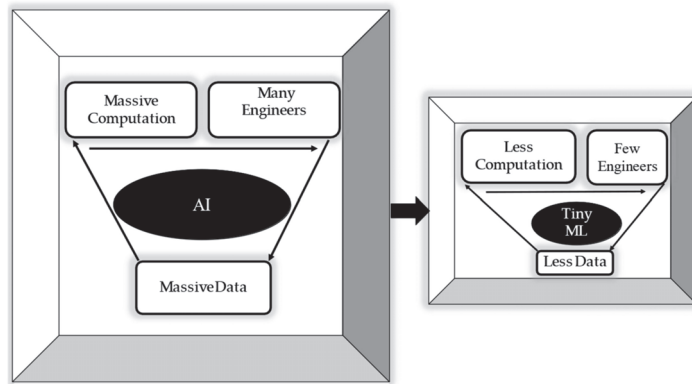 Massive
Computation
Many
Engineers
AI
MassiveData
Less
Computation
Few
Engineers
Tiny
ML
Less Data